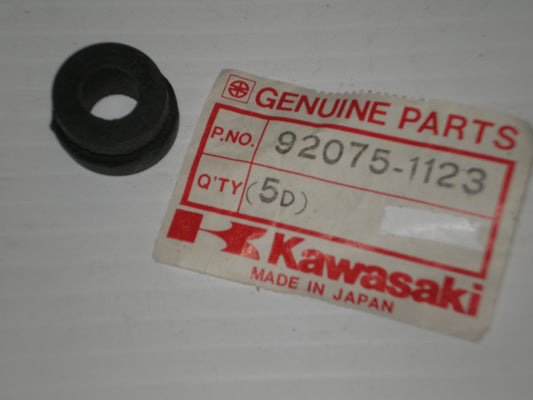 GENUINE PARTS
P.NO. 92075-1123
Q'TY (5D)
Kawasaki
MADE IN JAPAN